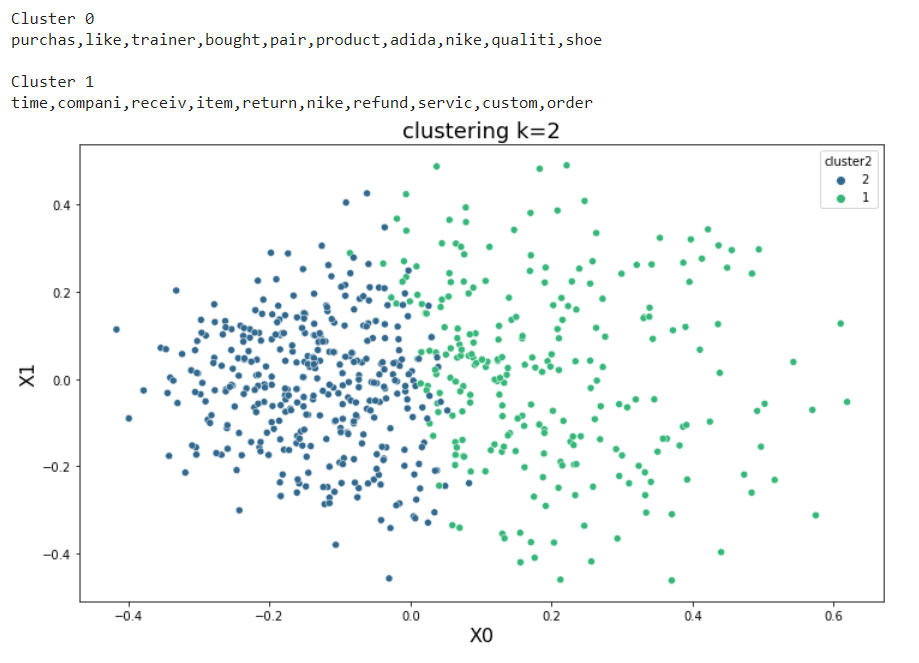 Cluster 0
purchas,like,trainer,bought,pair,product,adida,nike,qualiti,shoe
Cluster 1
time,compani,receiv,item,return,nike,refund,servic,custom,order
clustering k=2
cluster2
2
1
0.4
0.2
0.0
−0.2
−0.4
X1
−0.4 −0.2 0.0 0.2 0.4 0.6
X0